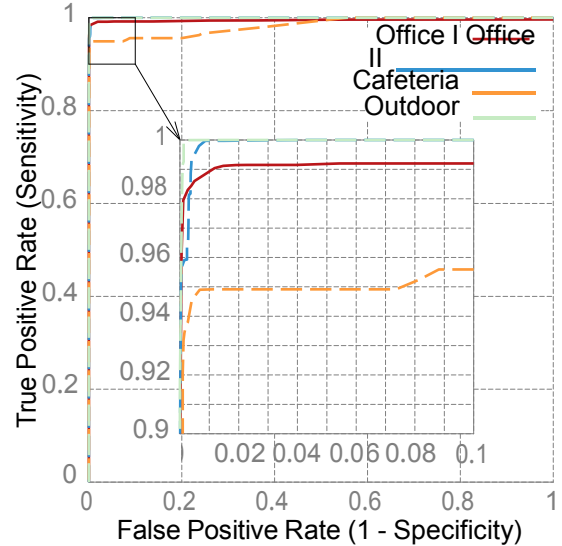 Office I Office
II
Cafeteria
Outdoor
1
0.8
0.6
0.4
0.2
0
1
0.98
0.96
0.94
0.92
0.9
0.02 0.04 0.06 0.08 0.1
0 0.2 0.4 0.6 0.8 1
True Positive Rate (Sensitivity)
False Positive Rate (1 - Specificity)